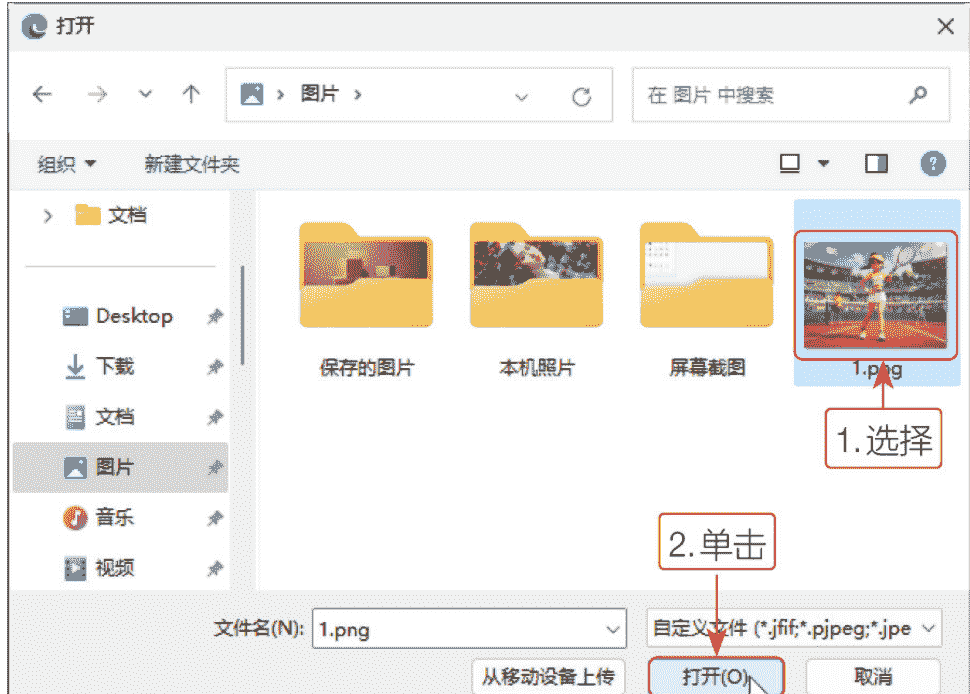 打开
图片
在 图片 中搜索
组织
新建文件夹
文档
Desktop
下载
文档
图片
音乐
视频
保存的图片
本机照片
屏幕截图
1.png
1.选择
2.单击
文件名(N):
1.png
自定义文件 (*.jfif;*.pjpeg;*.jpe
从移动设备上传
打开(O)
取消